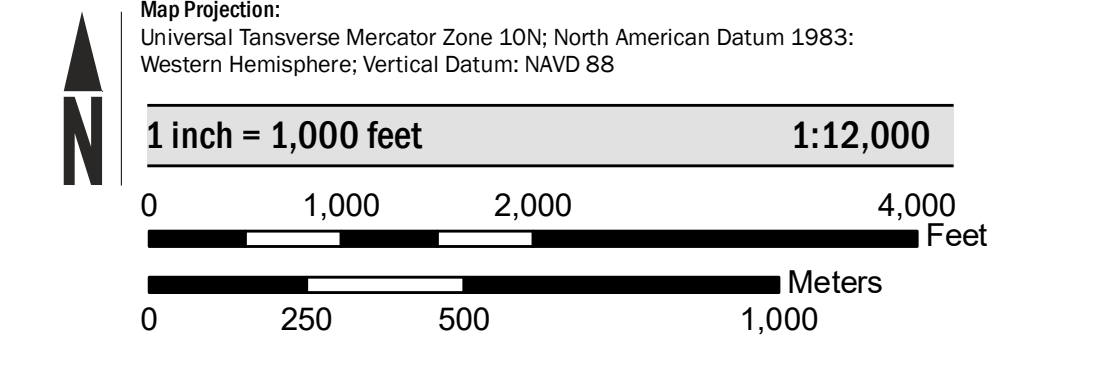 Map Projection:
Universal Tansverse Mercator Zone 10N; North American Datum 1983:
Western Hemisphere; Vertical Datum: NAVD 88
N
1 inch = 1,000 feet 1:12,000
0 1,000 2,000 4,000
Feet
Meters
0 250 500 1,000